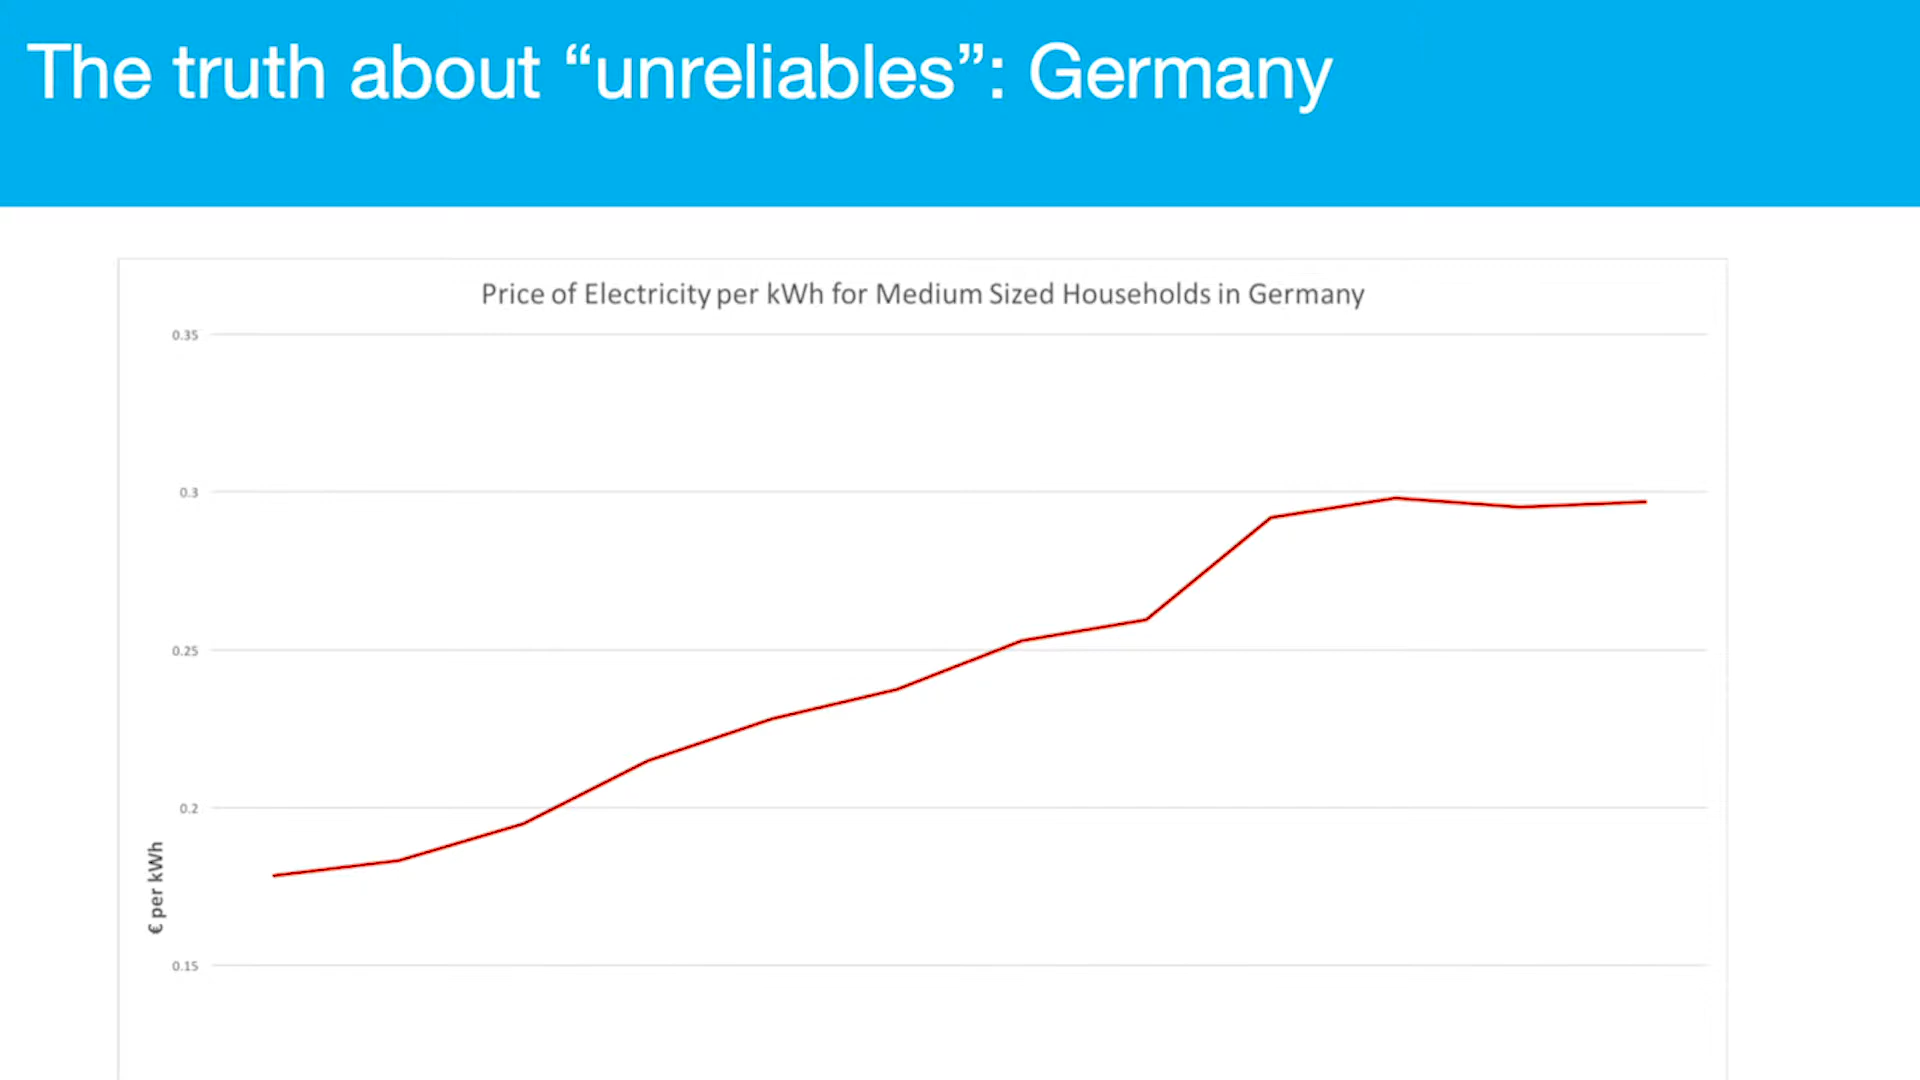 The truth about “unreliables”: Germany
Price of Electricity per kWh for Medium Sized Households in Germany
0.35
0.3
0.25
0.2
€ per kWh
0.15